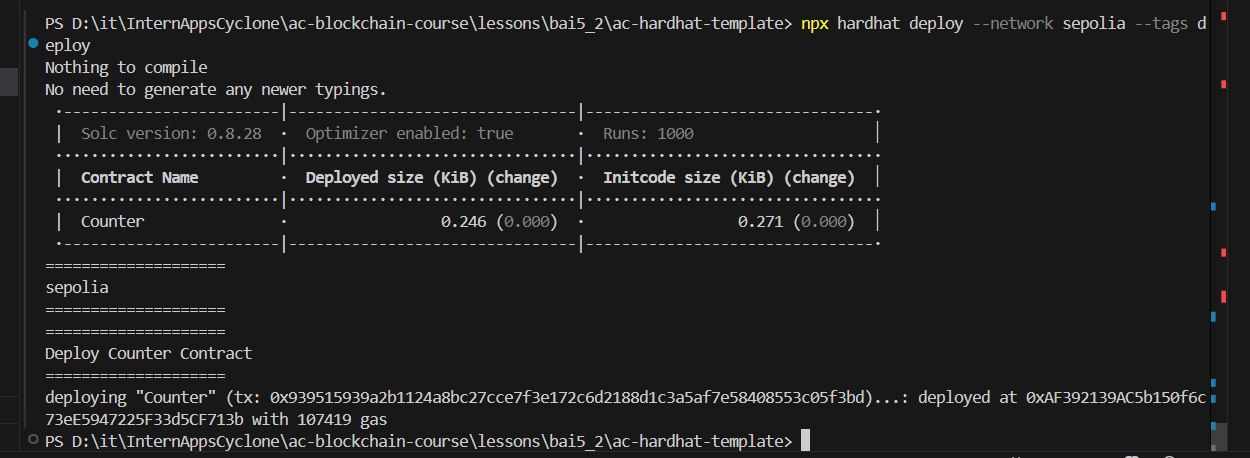 PS D:\it\InternAppsCyclone\ac-blockchain-course\lessons\bai5_2\ac-hardhat-template> npx hardhat deploy --network sepolia --tags d
eploy
Nothing to compile
No need to generate any newer typings.
·------------------------|--------------------------------|--------------------------------·
|  Solc version: 0.8.28  ·  Optimizer enabled: true       ·  Runs: 1000                    |
·························|································|·································
|  Contract Name         ·  Deployed size (KiB) (change)  ·  Initcode size (KiB) (change)  |
·························|································|·································
|  Counter               ·                 0.246 (0.000)  ·                 0.271 (0.000)  |
·------------------------|--------------------------------|--------------------------------·
====================
sepolia
====================
====================
Deploy Counter Contract
====================
deploying "Counter" (tx: 0x939515939a2b1124a8bc27cce7f3e172c6d2188d1c3a5af7e58408553c05f3bd)...: deployed at 0xAF392139AC5b150f6c
73eE5947225F33d5CF713b with 107419 gas
PS D:\it\InternAppsCyclone\ac-blockchain-course\lessons\bai5_2\ac-hardhat-template>